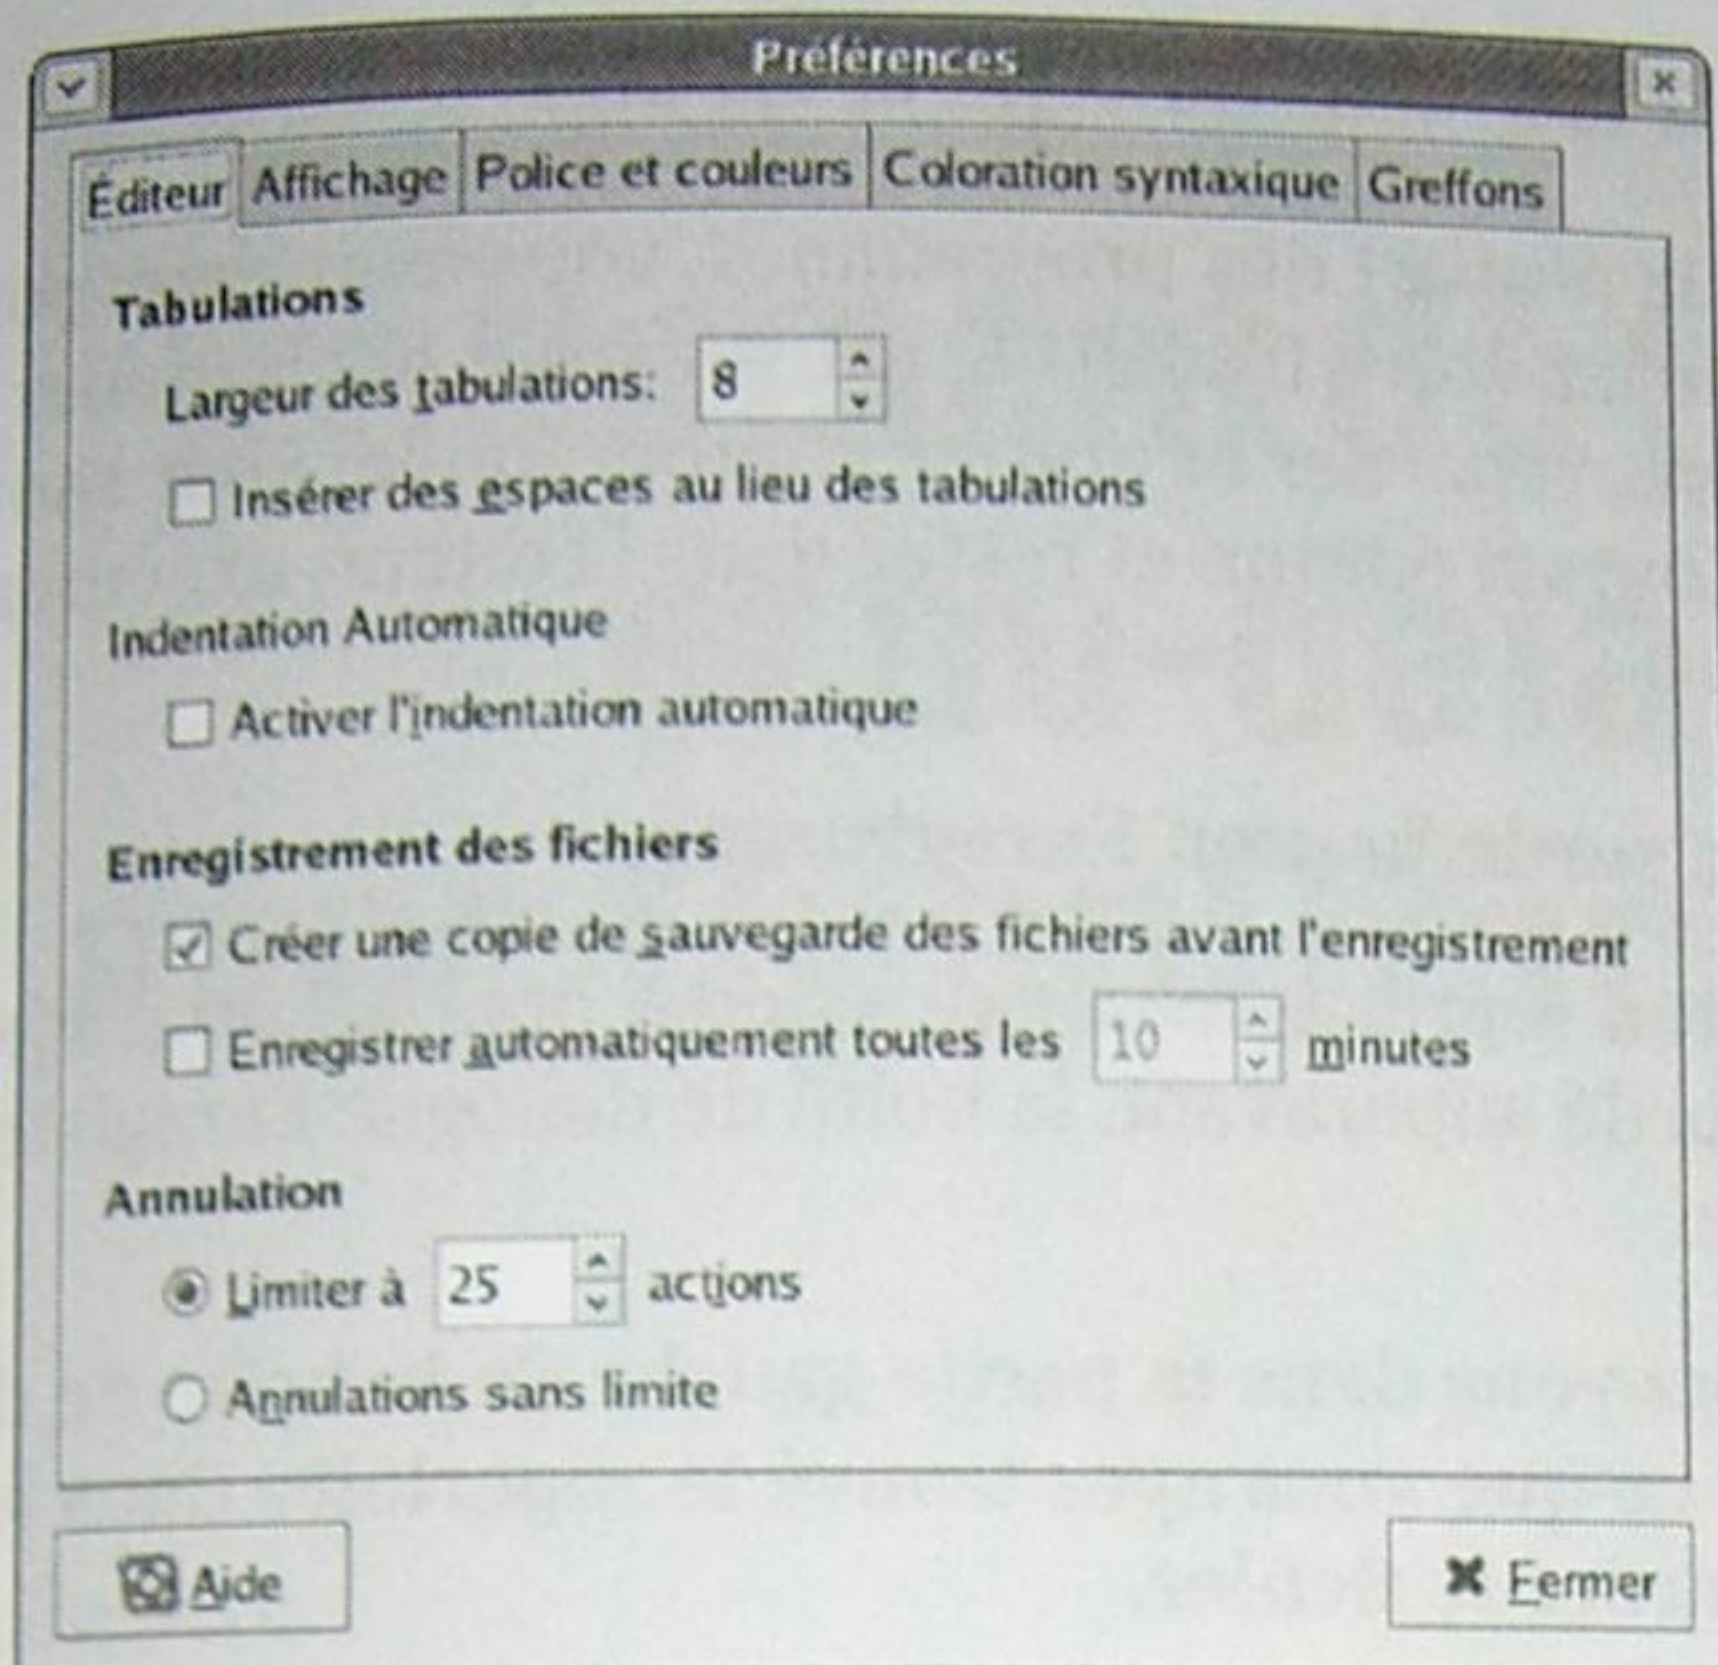 Préférences
Éditeur Affichage Police et couleurs Coloration syntaxique Greffons
Tabulations
Largeur des tabulations: 8
Insérer des espaces au lieu des tabulations
Indentation Automatique
Activer l'indentation automatique
Enregistrement des fichiers
Créer une copie de sauvegarde des fichiers avant l'enregistrement
Enregistrer automatiquement toutes les 10 minutes
Annulation
Limiter à 25 actions
Annulations sans limite
Aide Fermer